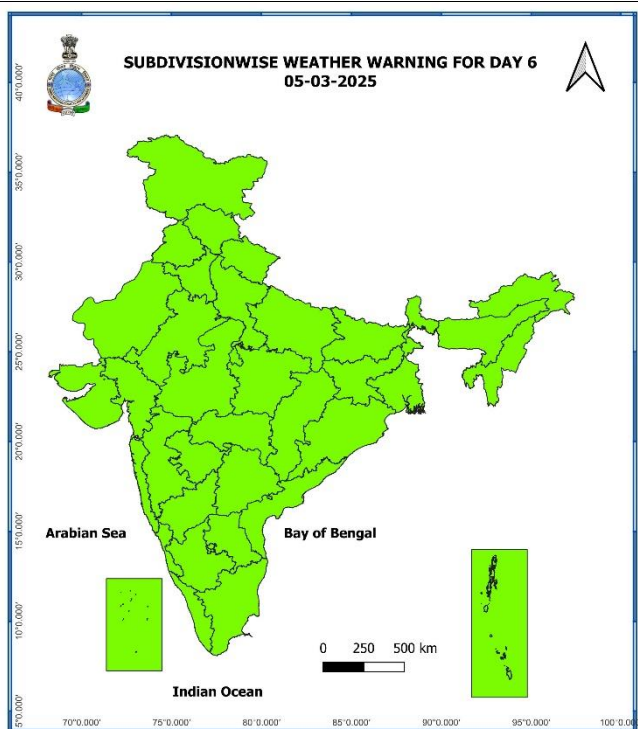 SUBDIVISIONWISE WEATHER WARNING FOR DAY 6
05-03-2025
40°0.000'
35°0.000'
30°0.000'
25°0.000'
20°0.000'
15°0.000'
10°0.000'
5°0.000'
Arabian Sea
Bay of Bengal
0 250 500 km
Indian Ocean
70°0.000' 75°0.000' 80°0.000' 85°0.000' 90°0.000' 95°0.000' 100°0.000'